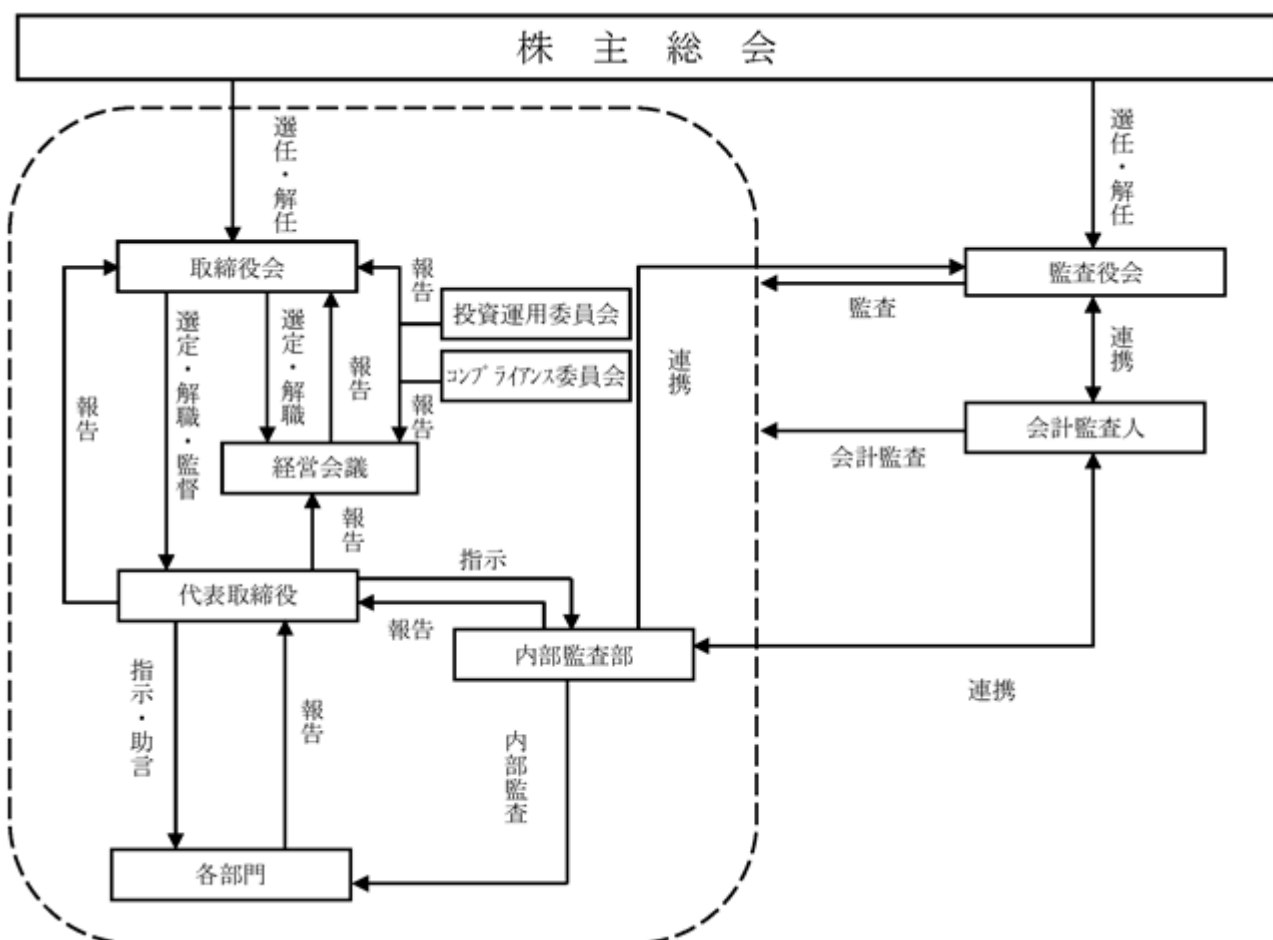 株主総会
選任・解任
選任・解任
取締役会
報告
投資運用委員会
監査役会
監査
選定・解職・監督
選定・解職
報告
コンプライアンス委員会
連携
連携
報告
報告
経営会議
会計監査人
会計監査
報告
指示
代表取締役
報告
内部監査部
連携
指示・助言
報告
内部監査
各部門